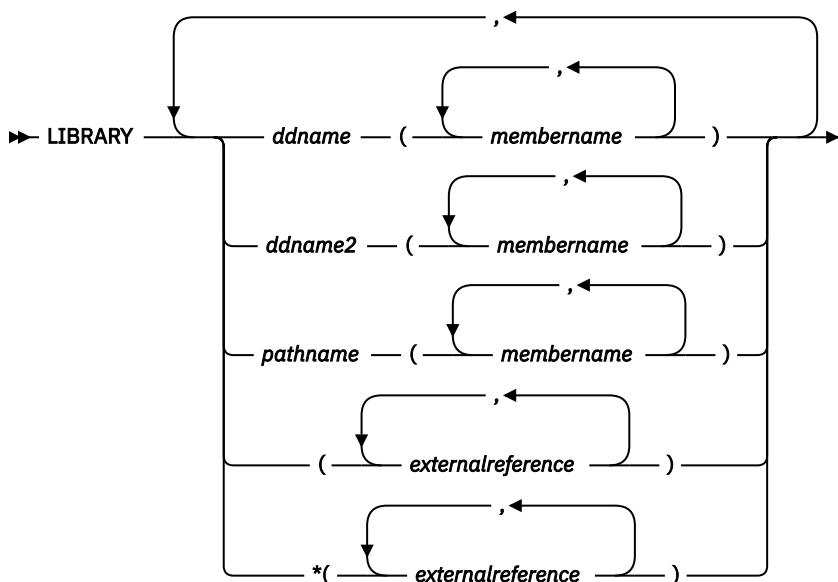 ,
,
LIBRARY ddname ( membername )
,
ddname2 ( membername )
,
pathname ( membername )
,
( externalreference )
,
*( externalreference )